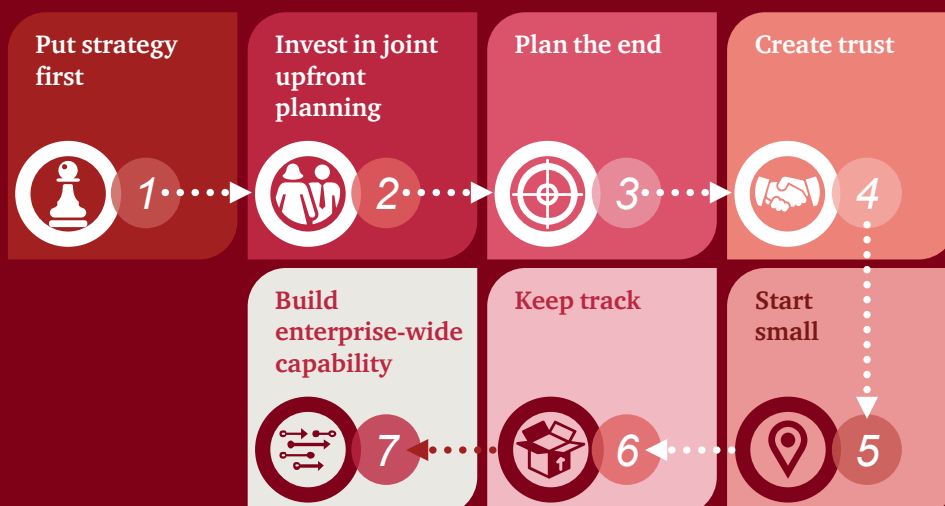 Put strategy
first
1
Invest in joint
upfront
planning
2
Plan the end
3
Create trust
4
Start
small
5
Keep track
6
Build
enterprise-wide
capability
7